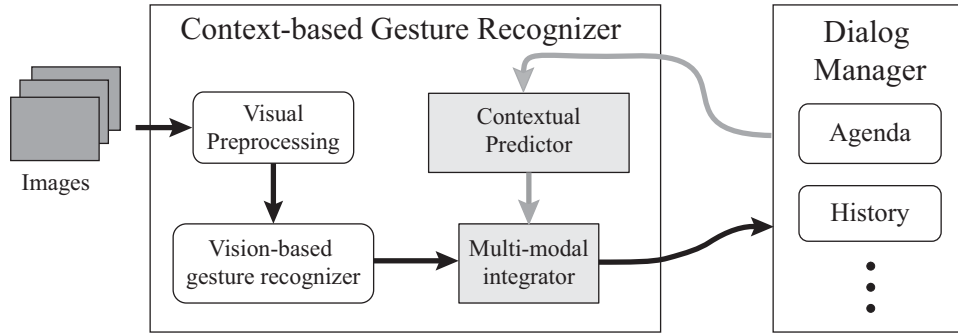 Context-based Gesture Recognizer
Dialog
Manager
Images
Visual
Preprocessing
Contextual
Predictor
Agenda
Vision-based
gesture recognizer
Multi-modal
integrator
History